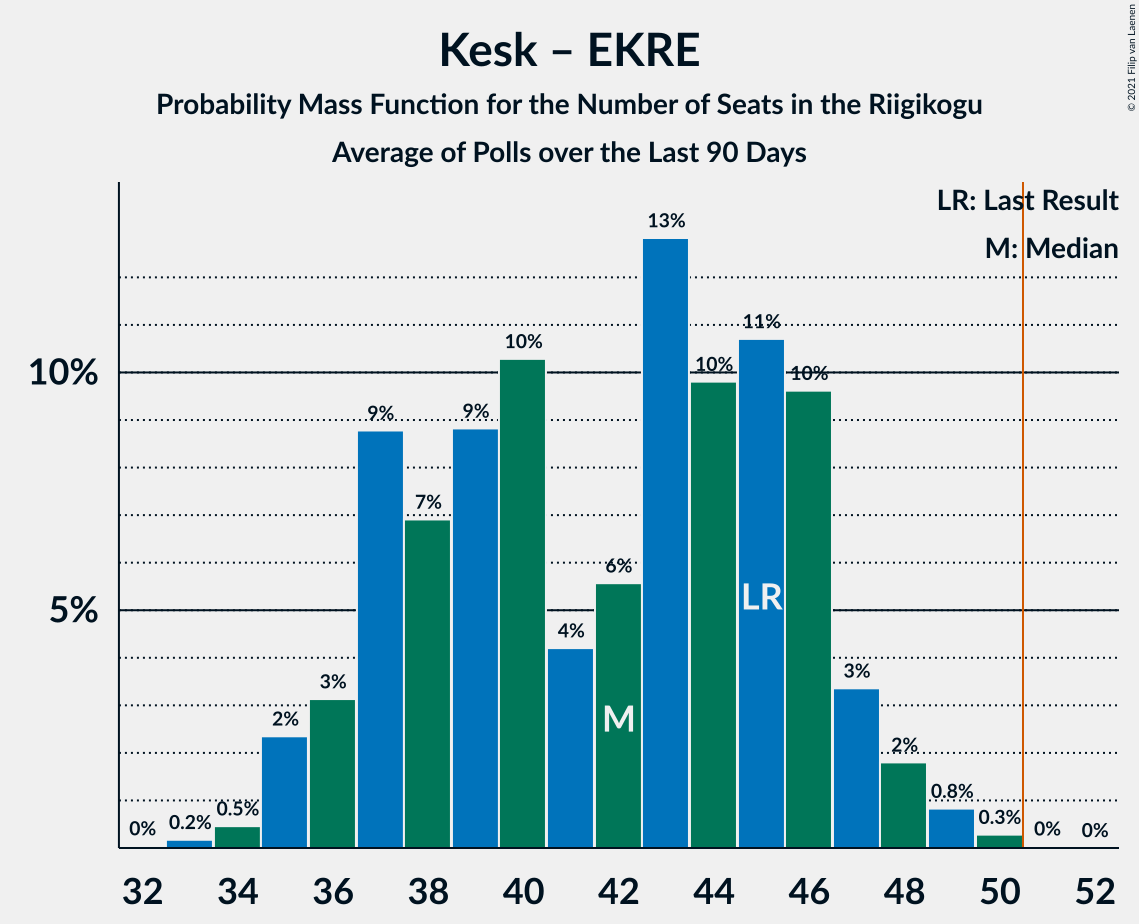 Kesk – EKRE
Probability Mass Function for the Number of Seats in the Riigikogu
Average of Polls over the Last 90 Days
© 2021 Filip van Laenen
LR: Last Result
M: Median
10%
5%
0%
0.2%
0.5%
2%
3%
9%
7%
9%
10%
4%
6%
13%
10%
11%
10%
3%
2%
0.8%
0.3%
0%
0%
M
LR
32 34 36 38 40 42 44 46 48 50 52